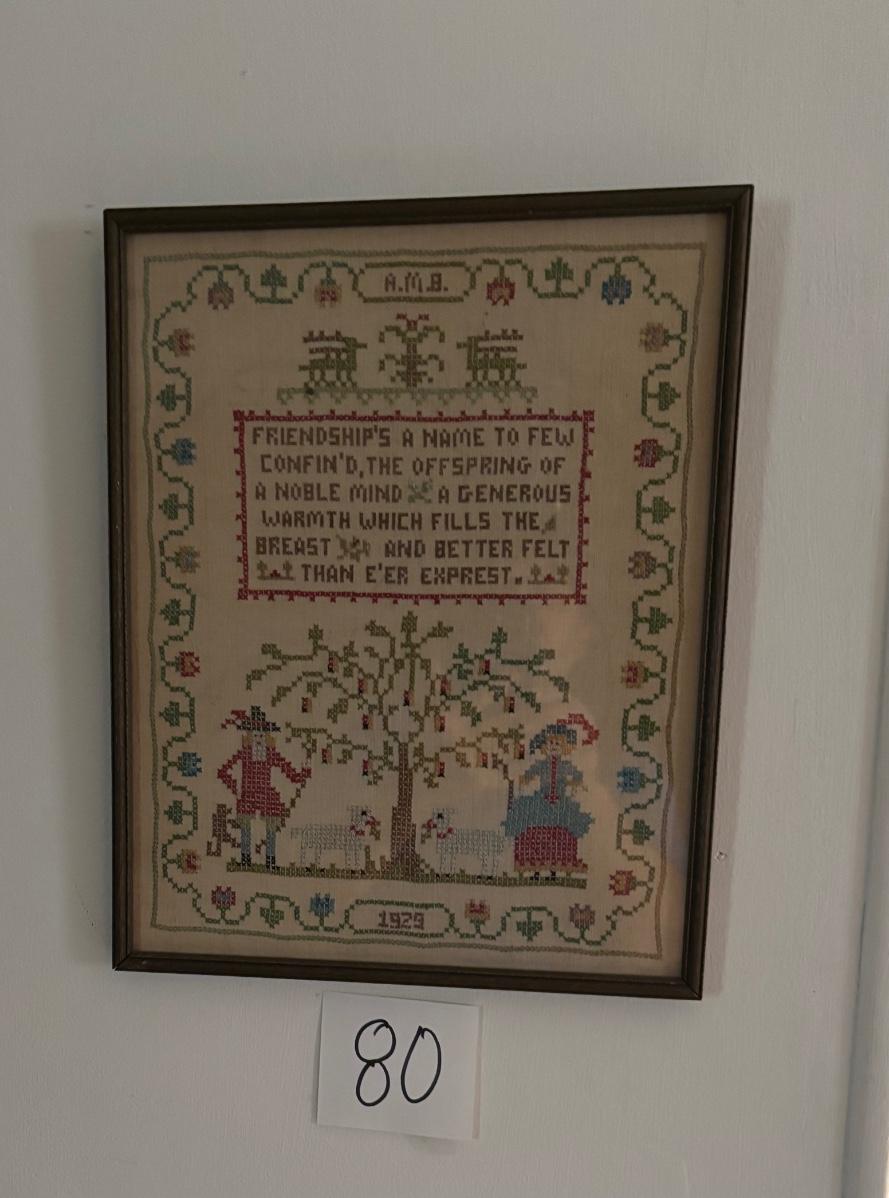 A.M.B.
FRIENDSHIP'S A NAME TO FEW
CONFIN'D, THE OFFSPRING OF
A NOBLE MIND A GENEROUS
WARMTH WHICH FILLS THE
BREAST AND BETTER FELT
THAN E'ER EXPREST.
1929
80